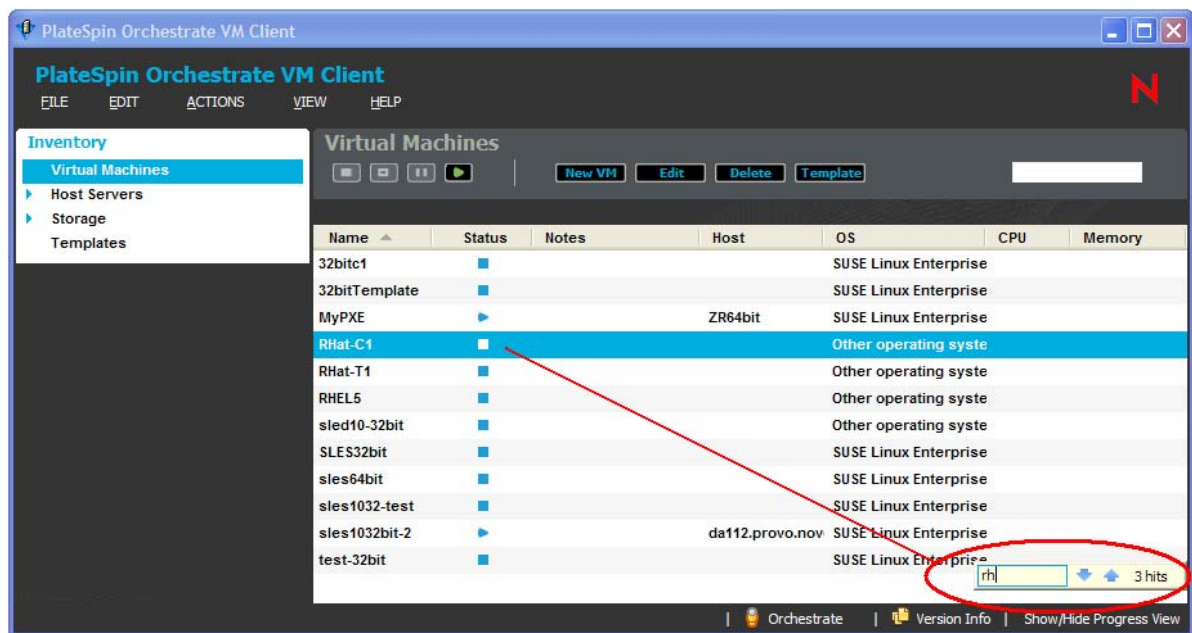 PlateSpin Orchestrate VM Client
PlateSpin Orchestrate VM Client
FILE EDIT ACTIONS VIEW HELP
N
Inventory
Virtual Machines
Host Servers
Storage
Templates
Virtual Machines
New VM Edit Delete Template
Name Status Notes Host OS CPU Memory
32bitc1 SUSE Linux Enterprise
32bitTemplate SUSE Linux Enterprise
MyPXE ZR64bit SUSE Linux Enterprise
RHat-C1 Other operating syste
RHat-T1 Other operating syste
RHEL5 Other operating syste
sled10-32bit Other operating syste
SLES32bit SUSE Linux Enterprise
sles64bit SUSE Linux Enterprise
sles1032-test SUSE Linux Enterprise
sles1032bit-2 da112.provo.nov SUSE Linux Enterprise
test-32bit SUSE Linux Enterprise
rh 3 hits
| Orchestrate | Version Info | Show/Hide Progress View